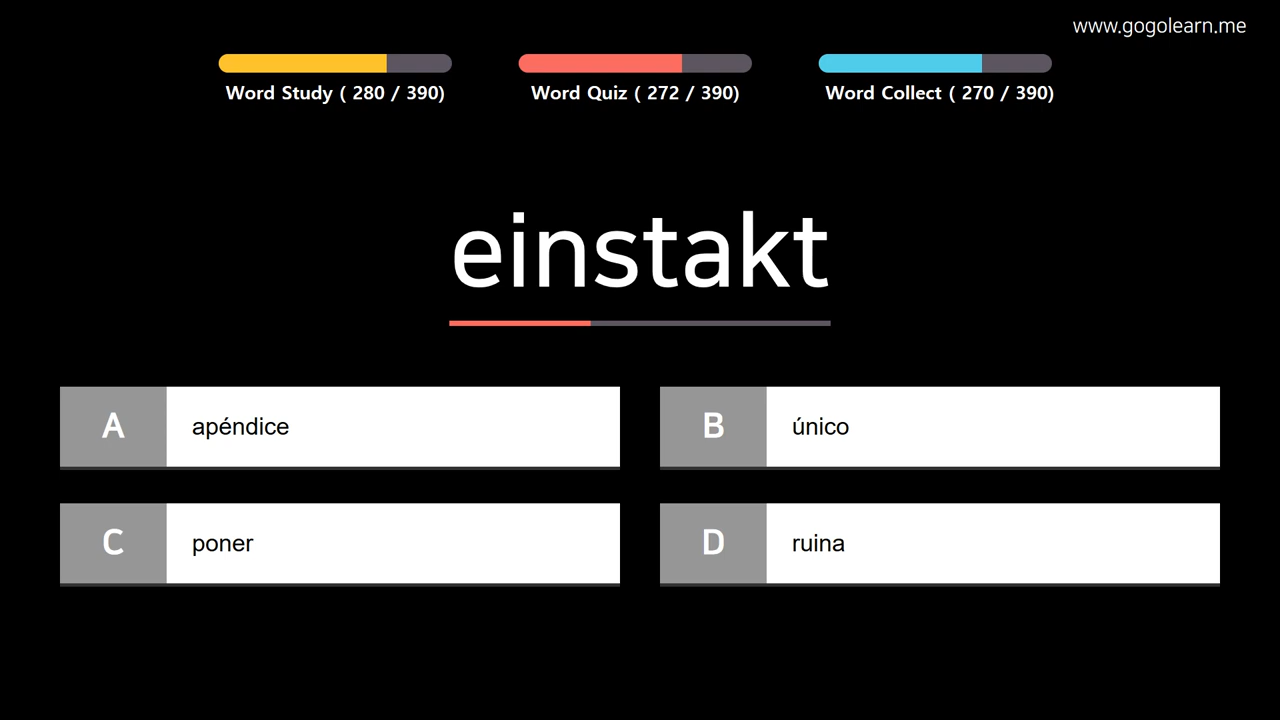 www.gogolearn.me
Word Study ( 280 / 390)
Word Quiz ( 272 / 390)
Word Collect ( 270 / 390)
einstakt
A apéndice
B único
C poner
D ruina